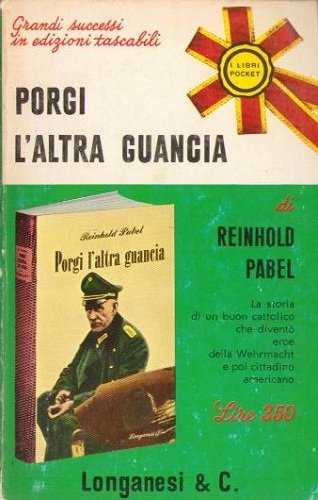 Grandi successi
in edizioni tascabili
I LIBRI
POCKET
PORGI
L'ALTRA GUANCIA
di
REINHOLD
PABEL
La storia
di un buon cattolico
che diventò
eroe
della Wehrmacht
e poi cittadino
americano
Lire 350
Reinhold Pabel
Porgi l'altra guancia
Longanesi & C.